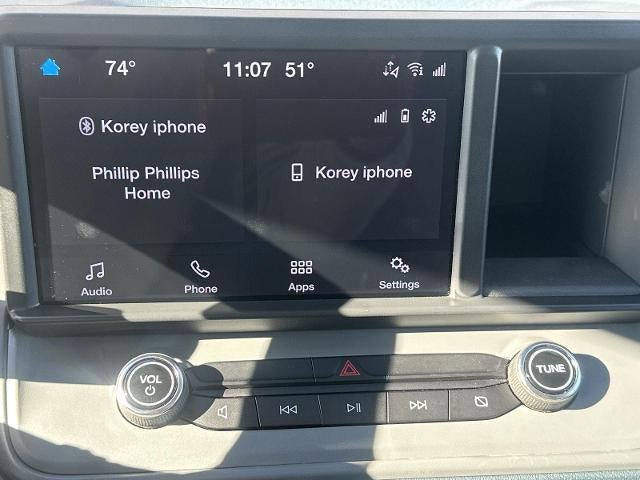 74° 11:07 51°
Korey iphone
Phillip Phillips
Home
Korey iphone
Audio Phone Apps Settings
VOL
TUNE